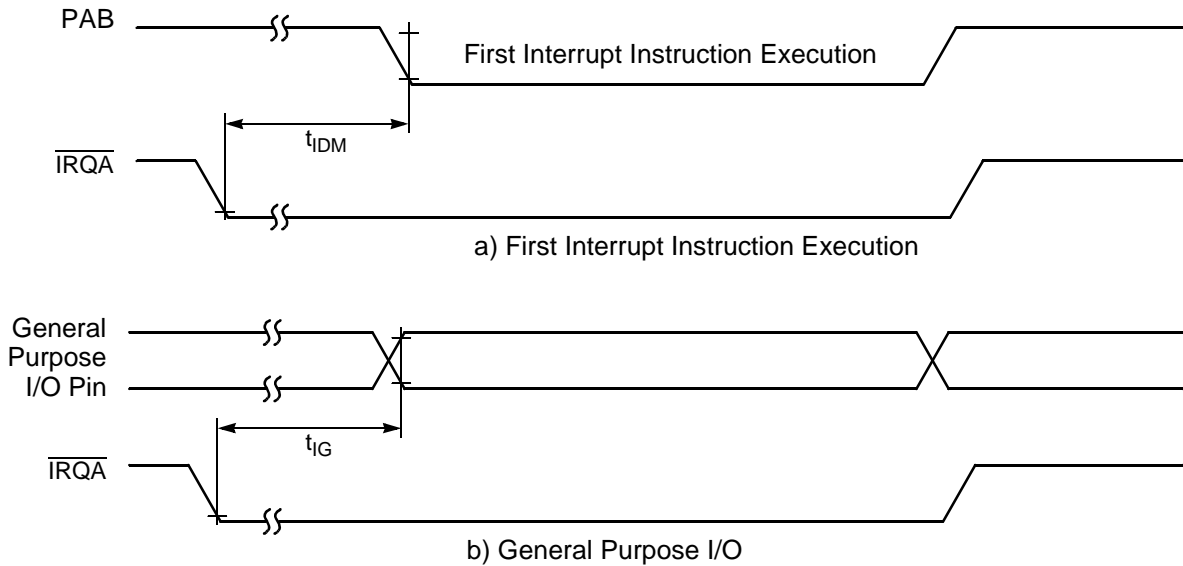 PAB
First Interrupt Instruction Execution
tIDM
IRQA
a) First Interrupt Instruction Execution
General
Purpose
I/O Pin
tIG
IRQA
b) General Purpose I/O